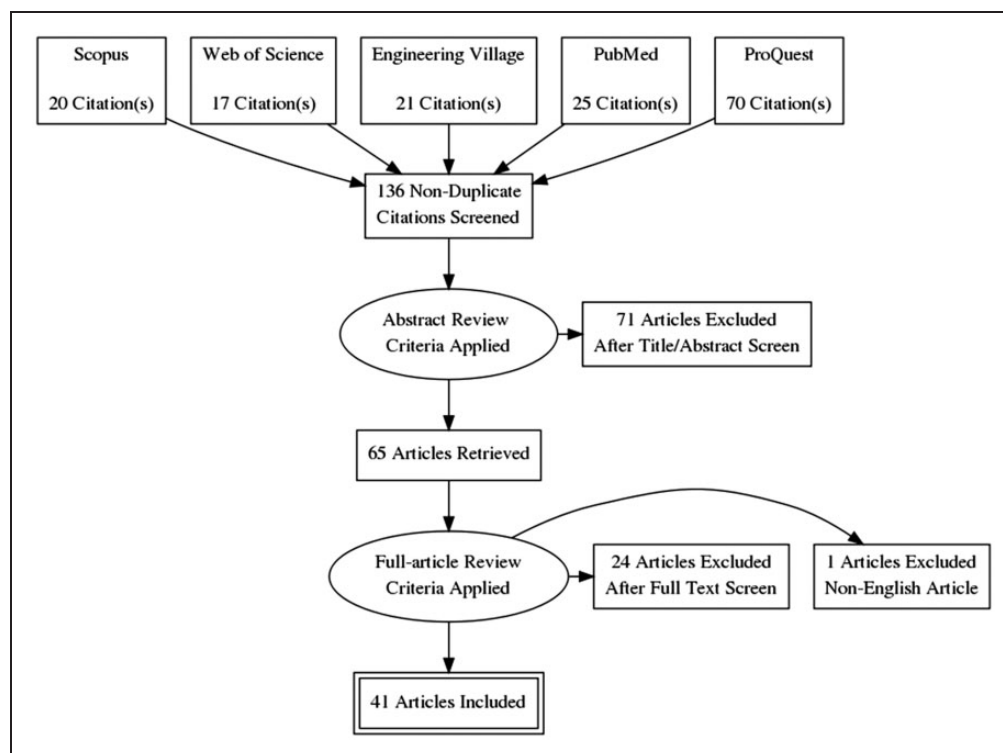 Scopus
20 Citation(s)
Web of Science
17 Citation(s)
Engineering Village
21 Citation(s)
PubMed
25 Citation(s)
ProQuest
70 Citation(s)
136 Non-Duplicate
Citations Screened
Abstract Review
Criteria Applied
71 Articles Excluded
After Title/Abstract Screen
65 Articles Retrieved
Full-article Review
Criteria Applied
24 Articles Excluded
After Full Text Screen
1 Articles Excluded
Non-English Article
41 Articles Included